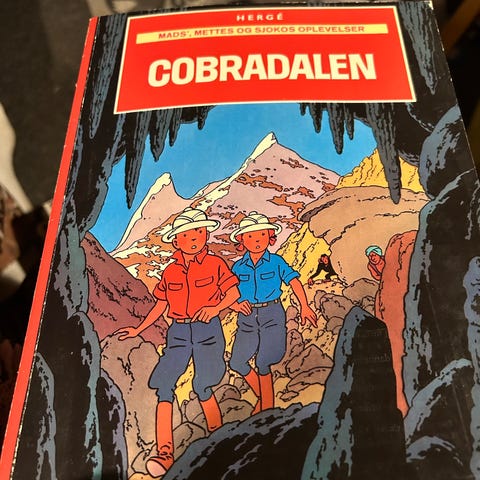 HERGÉ
MADS', METTES OG SJOKOS OPLEVELSER
COBRADALEN